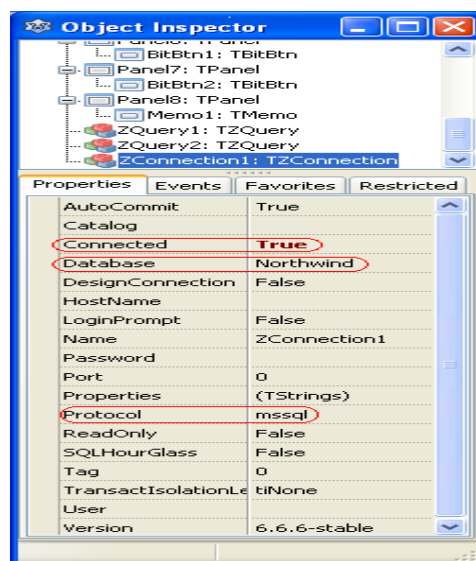 Object Inspector
Panel6: TPanel
BitBtn1: TBitBtn
Panel7: TPanel
BitBtn2: TBitBtn
Panel8: TPanel
Memo1: TMemo
ZQuery1: TZQuery
ZQuery2: TZQuery
ZConnection1: TZConnection
Properties Events Favorites Restricted
AutoCommit True
Catalog
Connected True
Database Northwind
DesignConnection False
HostName
LoginPrompt False
Name ZConnection1
Password
Port 0
Properties (TStrings)
Protocol mssql
ReadOnly False
SQLHourGlass False
Tag 0
TransactIsolationLe tiNone
User
Version 6.6.6-stable